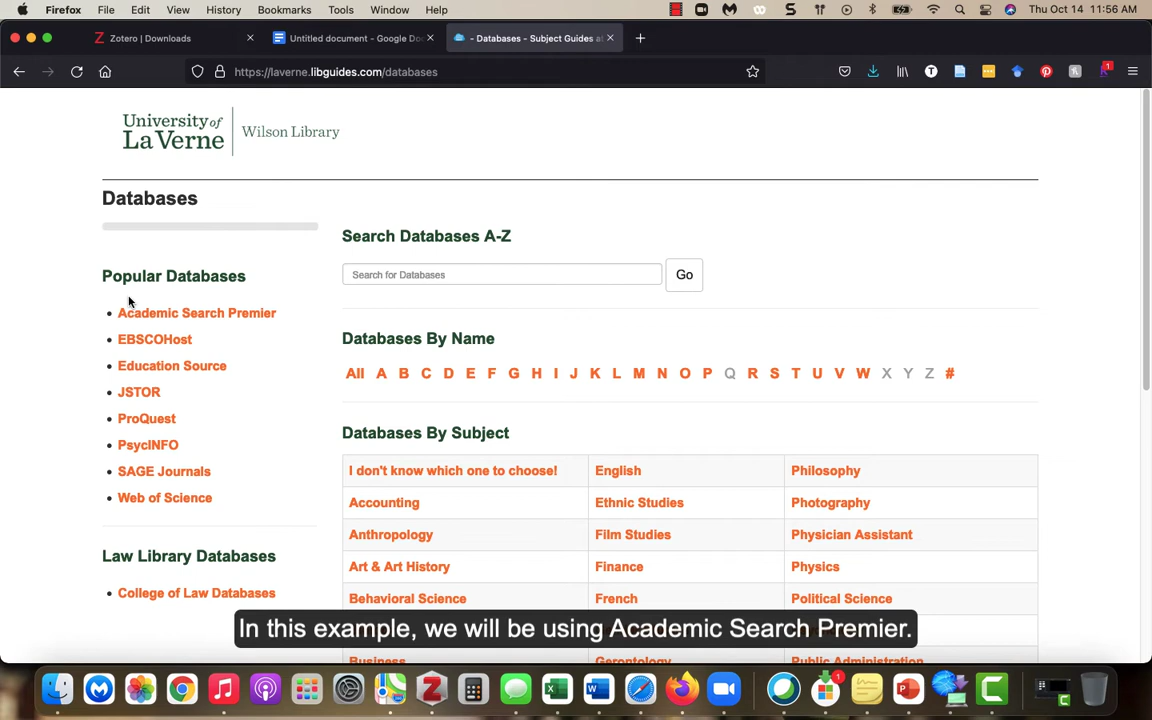 Firefox File Edit View History Bookmarks Tools Window Help Thu Oct 14 11:56 AM
Zotero | Downloads
Untitled document - Google Doc
- Databases - Subject Guides at
https://laverne.libguides.com/databases
University of La Verne
Wilson Library
Databases
Popular Databases
Academic Search Premier
EBSCOHost
Education Source
JSTOR
ProQuest
PsycINFO
SAGE Journals
Web of Science
Law Library Databases
College of Law Databases
Search Databases A-Z
Search for Databases Go
Databases By Name
All A B C D E F G H I J K L M N O P Q R S T U V W X Y Z #
Databases By Subject
I don't know which one to choose! English Philosophy
Accounting Ethnic Studies Photography
Anthropology Film Studies Physician Assistant
Art & Art History Finance Physics
Behavioral Science French Political Science
Business Gerontology Public Administration
In this example, we will be using Academic Search Premier.